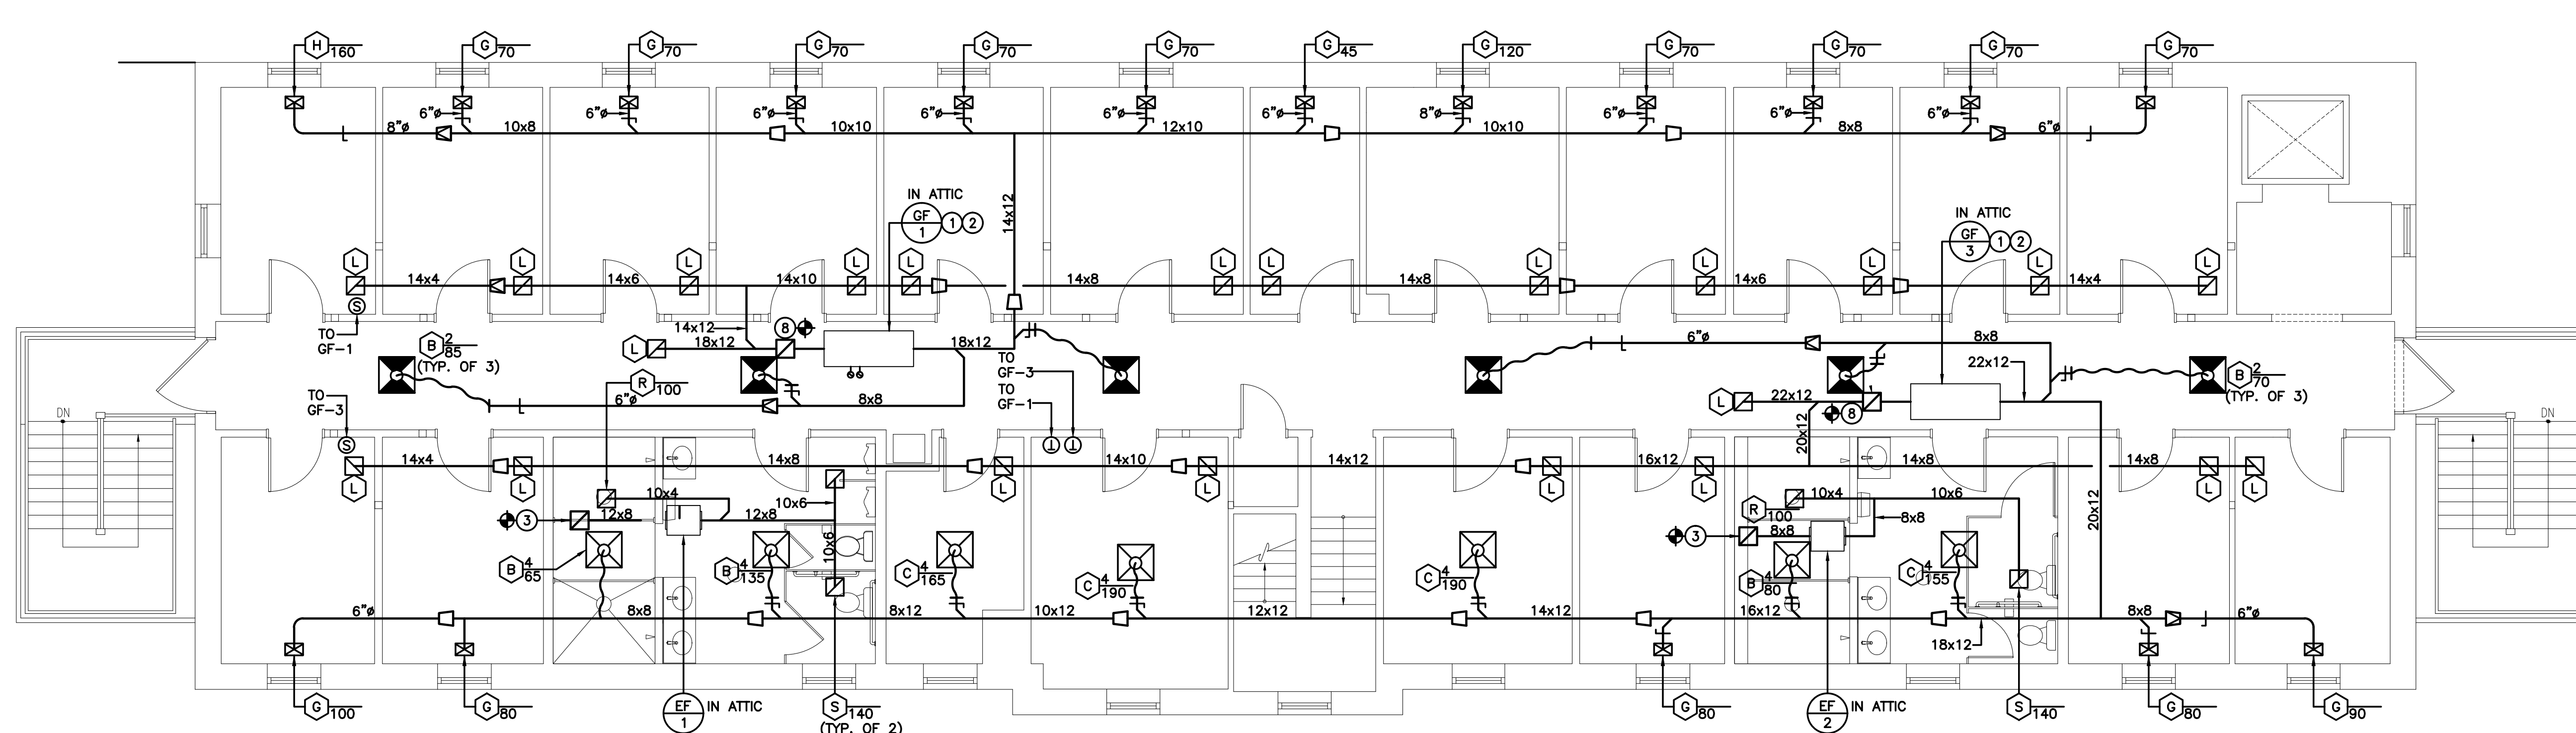 H 160
G 70
G 70
G 70
G 70
G 70
G 45
G 120
G 70
G 70
G 70
G 70
6"ø
6"ø
6"ø
6"ø
6"ø
6"ø
8"ø
6"ø
6"ø
6"ø
8"ø
10x8
10x10
12x10
10x10
8x8
6"ø
IN ATTIC
GF 1
1 2
14x12
IN ATTIC
GF 3
1 2
L
L
L
L
L
L
L
L
L
L
L
L
14x4
14x6
14x10
14x8
14x8
14x6
14x4
S
TO
GF-1
14x12
8
L
18x12
18x12
B 2
85
(TYP. OF 3)
R 100
6"ø
8x8
TO
GF-3
TO
GF-1
6"ø
8x8
22x12
L
22x12
8
20x12
B 2
70
(TYP. OF 3)
TO
GF-3
S
T
T
DN
DN
14x4
14x8
14x10
14x12
16x12
14x8
14x8
L
L
L
L
L
L
L
L
10x4
10x6
3
12x8
12x8
10x6
B 4
65
B 4
135
C 4
165
C 4
190
C 4
190
R 100
10x4
10x6
8x8
3
8x8
B 4
80
C 4
155
20x12
6"ø
8x8
8x12
10x12
12x12
14x12
16x12
18x12
8x8
6"ø
G 100
G 80
EF 1
IN ATTIC
S 140
(TYP. OF 2)
G 80
EF 2
IN ATTIC
S 140
G 80
G 90